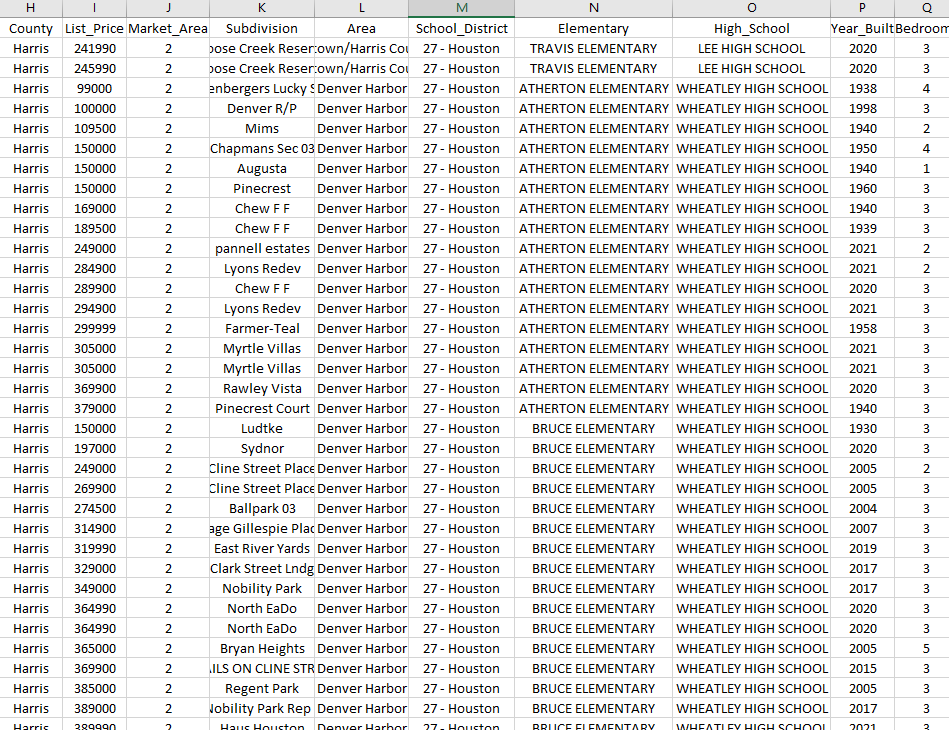 H I J K L M N O P Q
County List_Price Market_Area Subdivision Area School_District Elementary High_School Year_Built Bedroom
Harris 241990 2 oose Creek Reser town/Harris Cou 27 - Houston TRAVIS ELEMENTARY LEE HIGH SCHOOL 2020 3
Harris 245990 2 oose Creek Reser town/Harris Cou 27 - Houston TRAVIS ELEMENTARY LEE HIGH SCHOOL 2020 3
Harris 99000 2 enbergers Lucky S Denver Harbor 27 - Houston ATHERTON ELEMENTARY WHEATLEY HIGH SCHOOL 1938 4
Harris 100000 2 Denver R/P Denver Harbor 27 - Houston ATHERTON ELEMENTARY WHEATLEY HIGH SCHOOL 1998 3
Harris 109500 2 Mims Denver Harbor 27 - Houston ATHERTON ELEMENTARY WHEATLEY HIGH SCHOOL 1940 2
Harris 150000 2 Chapmans Sec 03 Denver Harbor 27 - Houston ATHERTON ELEMENTARY WHEATLEY HIGH SCHOOL 1950 4
Harris 150000 2 Augusta Denver Harbor 27 - Houston ATHERTON ELEMENTARY WHEATLEY HIGH SCHOOL 1940 1
Harris 150000 2 Pinecrest Denver Harbor 27 - Houston ATHERTON ELEMENTARY WHEATLEY HIGH SCHOOL 1960 3
Harris 169000 2 Chew F F Denver Harbor 27 - Houston ATHERTON ELEMENTARY WHEATLEY HIGH SCHOOL 1940 3
Harris 189500 2 Chew F F Denver Harbor 27 - Houston ATHERTON ELEMENTARY WHEATLEY HIGH SCHOOL 1939 3
Harris 249000 2 pannell estates Denver Harbor 27 - Houston ATHERTON ELEMENTARY WHEATLEY HIGH SCHOOL 2021 2
Harris 284900 2 Lyons Redev Denver Harbor 27 - Houston ATHERTON ELEMENTARY WHEATLEY HIGH SCHOOL 2021 2
Harris 289900 2 Chew F F Denver Harbor 27 - Houston ATHERTON ELEMENTARY WHEATLEY HIGH SCHOOL 2020 3
Harris 294900 2 Lyons Redev Denver Harbor 27 - Houston ATHERTON ELEMENTARY WHEATLEY HIGH SCHOOL 2021 3
Harris 299999 2 Farmer-Teal Denver Harbor 27 - Houston ATHERTON ELEMENTARY WHEATLEY HIGH SCHOOL 1958 3
Harris 305000 2 Myrtle Villas Denver Harbor 27 - Houston ATHERTON ELEMENTARY WHEATLEY HIGH SCHOOL 2021 3
Harris 305000 2 Myrtle Villas Denver Harbor 27 - Houston ATHERTON ELEMENTARY WHEATLEY HIGH SCHOOL 2021 3
Harris 369900 2 Rawley Vista Denver Harbor 27 - Houston ATHERTON ELEMENTARY WHEATLEY HIGH SCHOOL 2020 3
Harris 379000 2 Pinecrest Court Denver Harbor 27 - Houston ATHERTON ELEMENTARY WHEATLEY HIGH SCHOOL 1940 3
Harris 150000 2 Ludtke Denver Harbor 27 - Houston BRUCE ELEMENTARY WHEATLEY HIGH SCHOOL 1930 3
Harris 197000 2 Sydnor Denver Harbor 27 - Houston BRUCE ELEMENTARY WHEATLEY HIGH SCHOOL 2020 3
Harris 249000 2 Cline Street Place Denver Harbor 27 - Houston BRUCE ELEMENTARY WHEATLEY HIGH SCHOOL 2005 2
Harris 269900 2 Cline Street Place Denver Harbor 27 - Houston BRUCE ELEMENTARY WHEATLEY HIGH SCHOOL 2005 3
Harris 274500 2 Ballpark 03 Denver Harbor 27 - Houston BRUCE ELEMENTARY WHEATLEY HIGH SCHOOL 2004 3
Harris 314900 2 age Gillespie Plac Denver Harbor 27 - Houston BRUCE ELEMENTARY WHEATLEY HIGH SCHOOL 2007 3
Harris 319990 2 East River Yards Denver Harbor 27 - Houston BRUCE ELEMENTARY WHEATLEY HIGH SCHOOL 2019 3
Harris 329000 2 Clark Street Lndg Denver Harbor 27 - Houston BRUCE ELEMENTARY WHEATLEY HIGH SCHOOL 2017 3
Harris 349000 2 Nobility Park Denver Harbor 27 - Houston BRUCE ELEMENTARY WHEATLEY HIGH SCHOOL 2017 3
Harris 364990 2 North EaDo Denver Harbor 27 - Houston BRUCE ELEMENTARY WHEATLEY HIGH SCHOOL 2020 3
Harris 364990 2 North EaDo Denver Harbor 27 - Houston BRUCE ELEMENTARY WHEATLEY HIGH SCHOOL 2020 3
Harris 365000 2 Bryan Heights Denver Harbor 27 - Houston BRUCE ELEMENTARY WHEATLEY HIGH SCHOOL 2005 5
Harris 369900 2 AILS ON CLINE STR Denver Harbor 27 - Houston BRUCE ELEMENTARY WHEATLEY HIGH SCHOOL 2015 3
Harris 385000 2 Regent Park Denver Harbor 27 - Houston BRUCE ELEMENTARY WHEATLEY HIGH SCHOOL 2005 3
Harris 389000 2 Nobility Park Rep Denver Harbor 27 - Houston BRUCE ELEMENTARY WHEATLEY HIGH SCHOOL 2017 3
Harris 389990 2 Haus Houston Denver Harbor 27 - Houston BRUCE ELEMENTARY WHEATLEY HIGH SCHOOL 2021 3